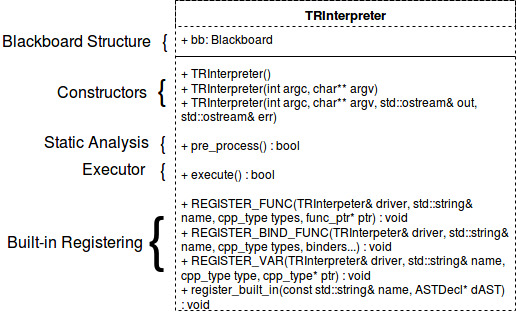 TRInterpreter
Blackboard Structure { + bb: Blackboard
Constructors { + TRInterpreter()
+ TRInterpreter(int argc, char** argv)
+ TRInterpreter(int argc, char** argv, std::ostream& out,
std::ostream& err)
Static Analysis { + pre_process() : bool
Executor { + execute() : bool
Built-in Registering { + REGISTER_FUNC(TRInterpeter& driver, std::string&
name, cpp_type types, func_ptr* ptr) : void
+ REGISTER_BIND_FUNC(TRInterpeter& driver, std::string&
name, cpp_type types, binders...) : void
+ REGISTER_VAR(TRInterpreter& driver, std::string& name,
cpp_type type, cpp_type* ptr) : void
+ register_built_in(const std::string& name, ASTDecl* dAST)
: void